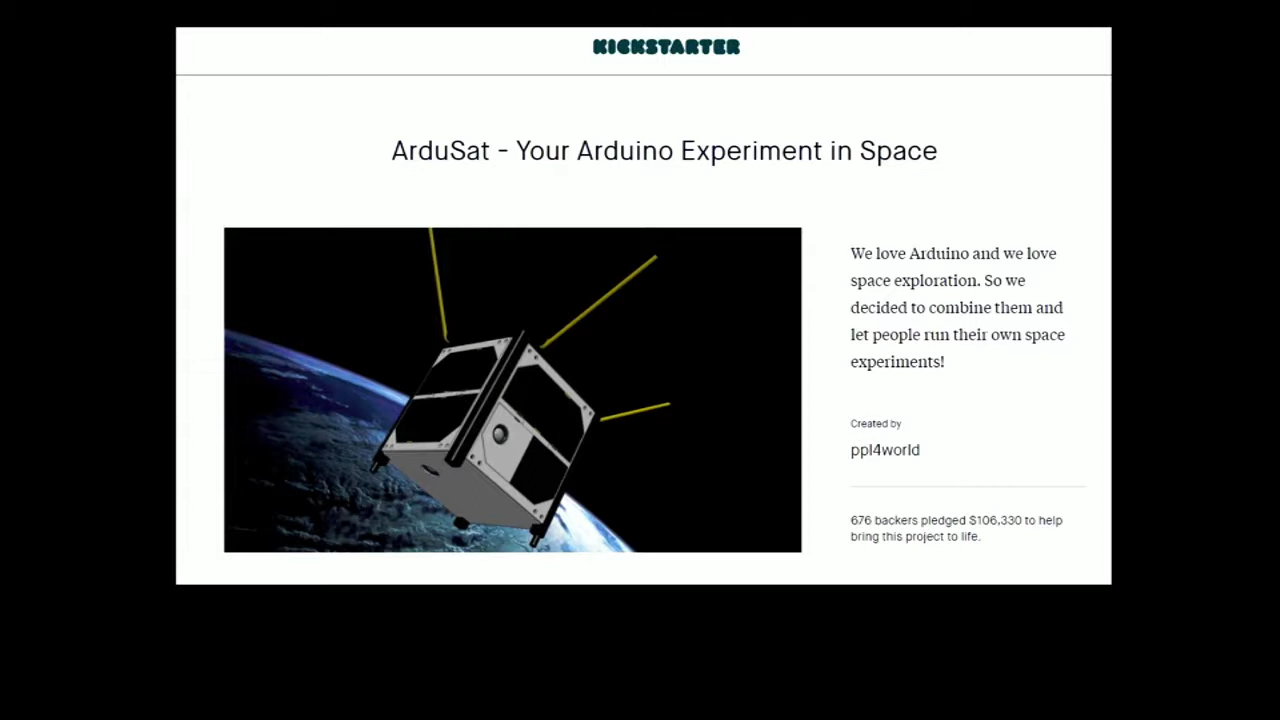 KICKSTARTER
ArduSat - Your Arduino Experiment in Space
We love Arduino and we love
space exploration. So we
decided to combine them and
let people run their own space
experiments!
Created by
ppl4world
676 backers pledged $106,330 to help
bring this project to life.